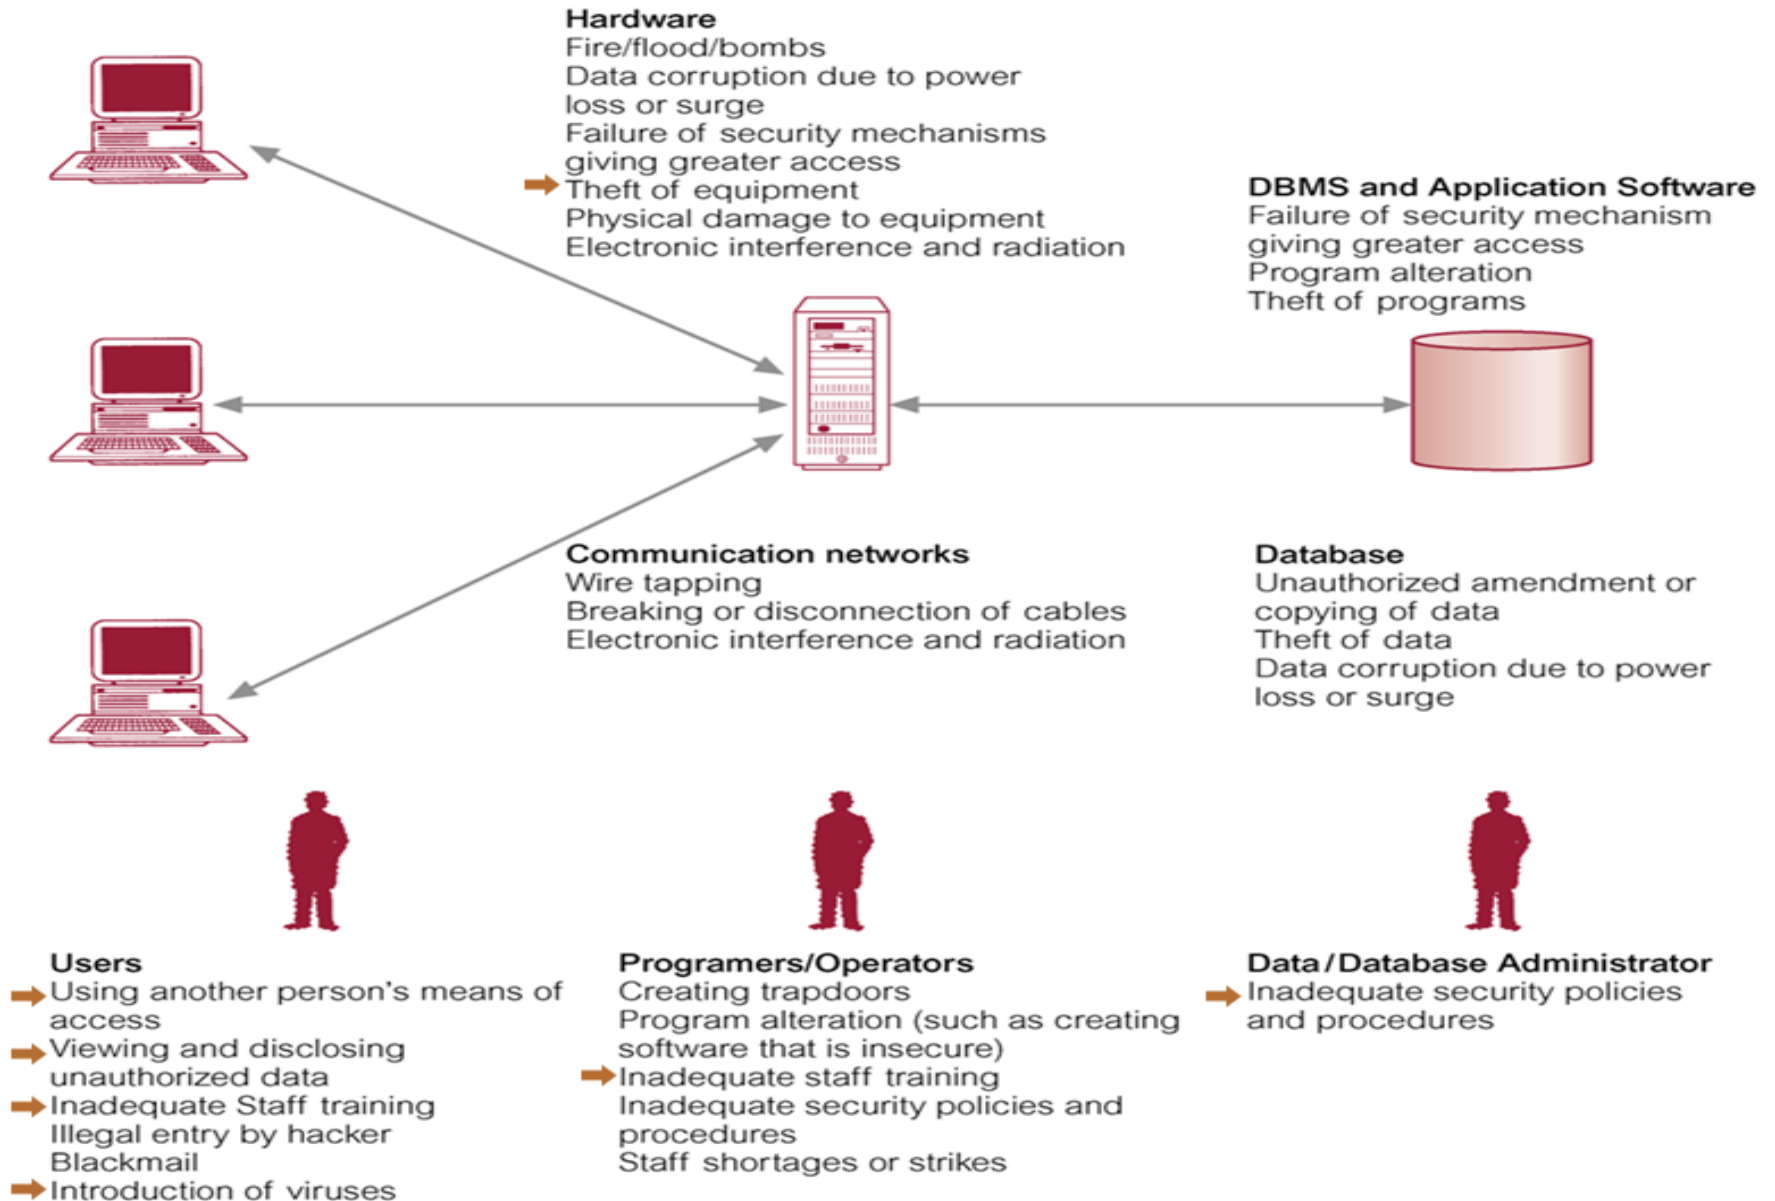 Hardware
Fire/flood/bombs
Data corruption due to power
loss or surge
Failure of security mechanisms
giving greater access
Theft of equipment
Physical damage to equipment
Electronic interference and radiation
DBMS and Application Software
Failure of security mechanism
giving greater access
Program alteration
Theft of programs
Communication networks
Wire tapping
Breaking or disconnection of cables
Electronic interference and radiation
Database
Unauthorized amendment or
copying of data
Theft of data
Data corruption due to power
loss or surge
Users
Using another person's means of
access
Viewing and disclosing
unauthorized data
Inadequate Staff training
Illegal entry by hacker
Blackmail
Introduction of viruses
Programers/Operators
Creating trapdoors
Program alteration (such as creating
software that is insecure)
Inadequate staff training
Inadequate security policies and
procedures
Staff shortages or strikes
Data/Database Administrator
Inadequate security policies
and procedures